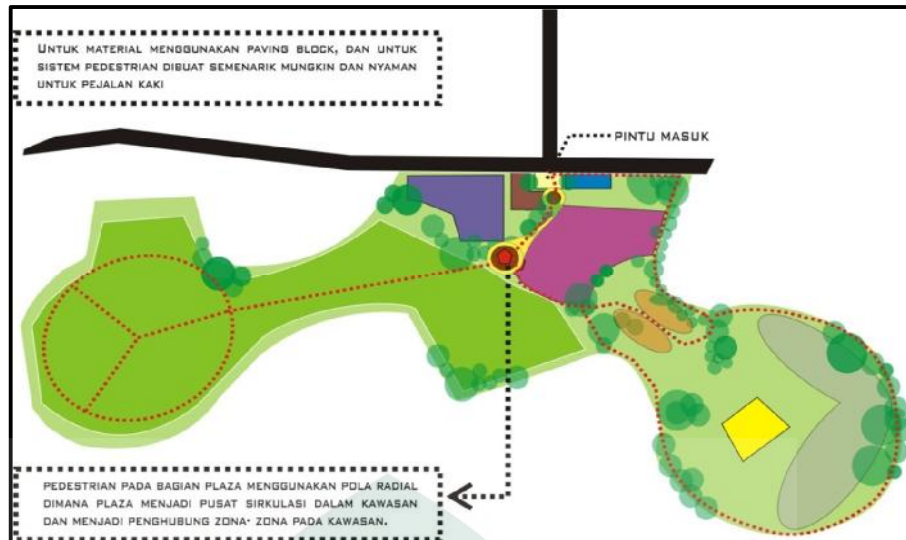 UNTUK MATERIAL MENGGUNAKAN PAVING BLOCK, DAN UNTUK
SISTEM PEDESTRIAN DIBUAT SEMENARIK MUNGKIN DAN NYAMAN
UNTUK PEJALAN KAKI
PINTU MASUK
PEDESTRIAN PADA BAGIAN PLAZA MENGGUNAKAN POLA RADIAL
DIMANA PLAZA MENJADI PUSAT SIRKULASI DALAM KAWASAN
DAN MENJADI PENGHUBUNG ZONA- ZONA PADA KAWASAN.